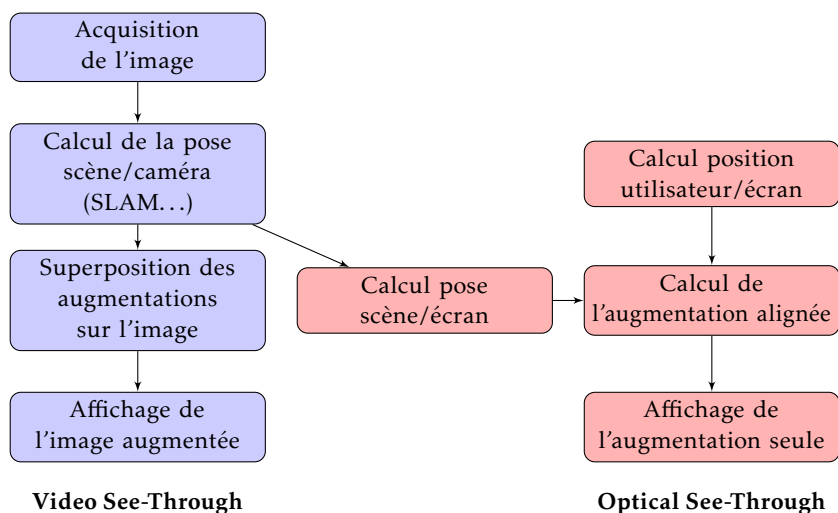 Acquisition
de l'image
Calcul de la pose
scène/caméra
(SLAM...)
Superposition des
augmentations
sur l'image
Affichage de
l'image augmentée
Video See-Through
Calcul pose
scène/écran
Calcul position
utilisateur/écran
Calcul de
l'augmentation alignée
Affichage de
l'augmentation seule
Optical See-Through